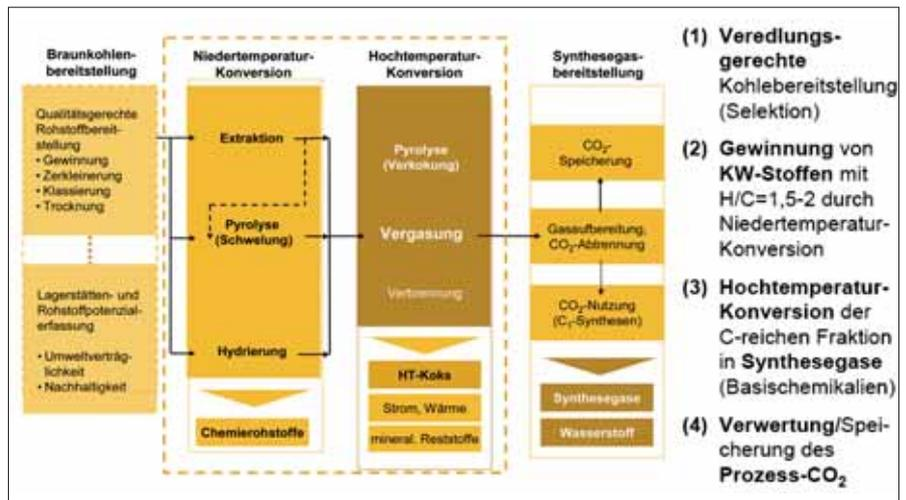 Braunkohlen-
bereitstellung
Qualitätsgerechte
Rohstoffbereit-
stellung
• Gewinnung
• Zerkleinerung
• Klassierung
• Trocknung
Lagerstätten- und
Rohstoffpotenzial-
erfassung
• Umweltverträg-
lichkeit
• Nachhaltigkeit
Niedertemperatur-
Konversion
Extraktion
Pyrolyse
(Schwelung)
Hydrierung
Chemierohstoffe
Hochtemperatur-
Konversion
Pyrolyse
(Verkokung)
Vergasung
Verbrennung
HT-Koks
Strom, Wärme
mineral. Reststoffe
Synthesegas-
bereitstellung
CO₂-
Speicherung
Gasaufbereitung,
CO₂-Abtrennung
CO₂-Nutzung
(C₁-Synthesen)
Synthesegase
Wasserstoff
(1) Veredlungs-
gerechte
Kohlebereitstellung
(Selektion)
(2) Gewinnung von
KW-Stoffen mit
H/C=1,5-2 durch
Niedertemperatur-
Konversion
(3) Hochtemperatur-
Konversion der
C-reichen Fraktion
in Synthesegase
(Basischemikalien)
(4) Verwertung/Spei-
cherung des
Prozess-CO₂